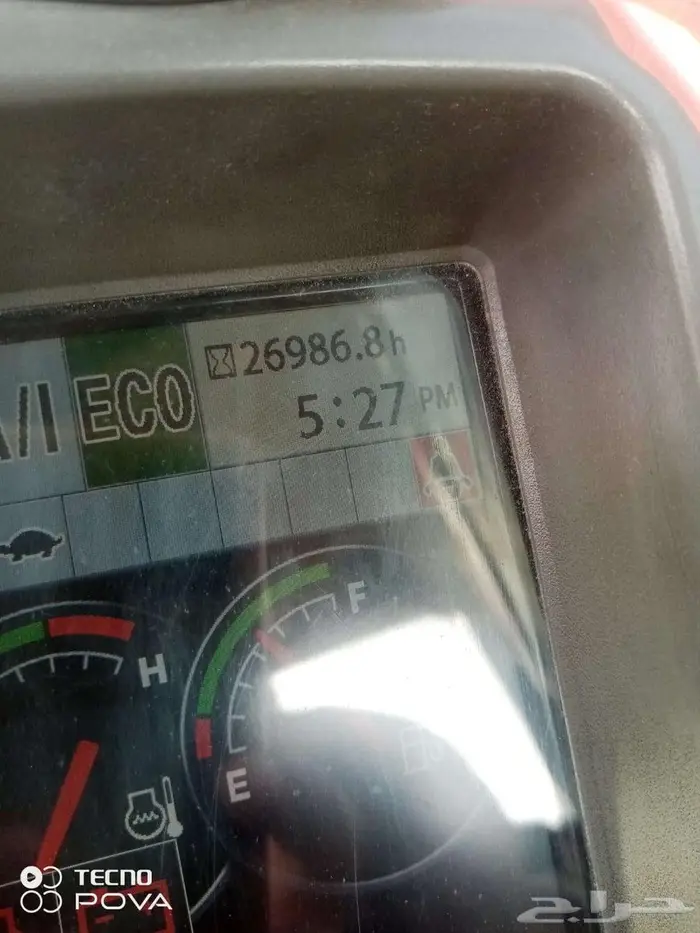 26986.8h
A/I ECO
5:27 PM
F
H
E
TECNO
POVA
حراج